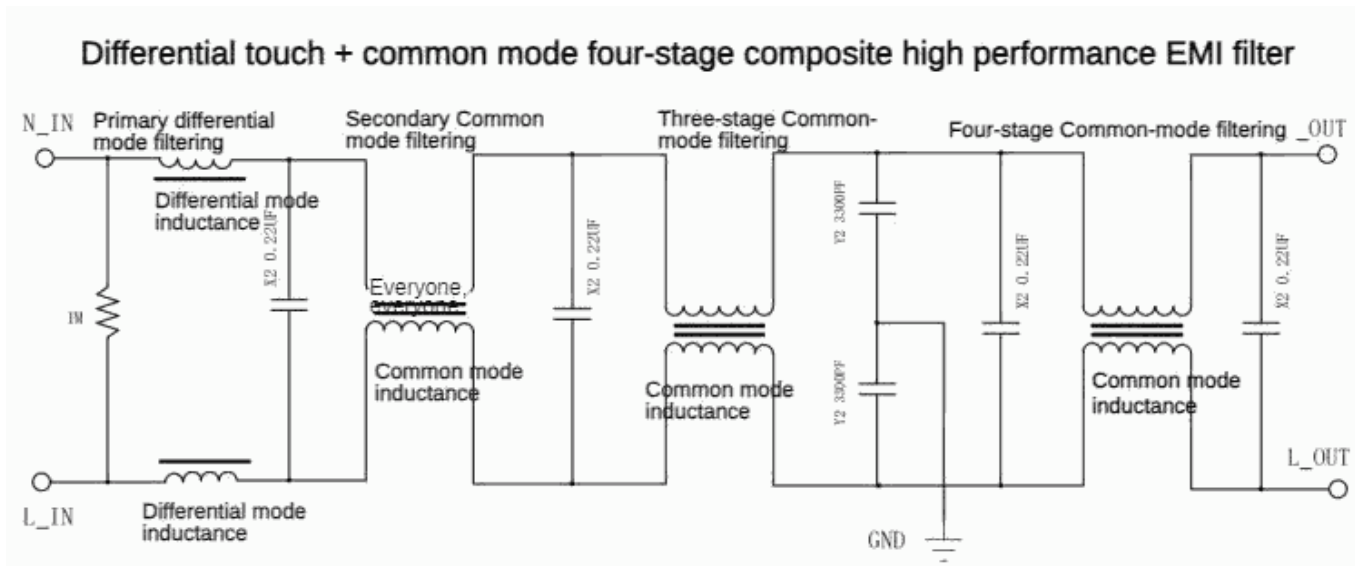 Differential touch + common mode four-stage composite high performance EMI filter
N_IN
Primary differential
mode filtering
Secondary Common
mode filtering
Three-stage Common-
mode filtering
Four-stage Common-mode filtering
_OUT
Differential mode
inductance
X2 0.22UF
X2 0.22UF
Y2 3300PF
X2 0.22UF
X2 0.22UF
1M
Everyone,
everyone,
Common mode
inductance
Common mode
inductance
Y2 3300PF
Common mode
inductance
L_IN
Differential mode
inductance
GND
L_OUT